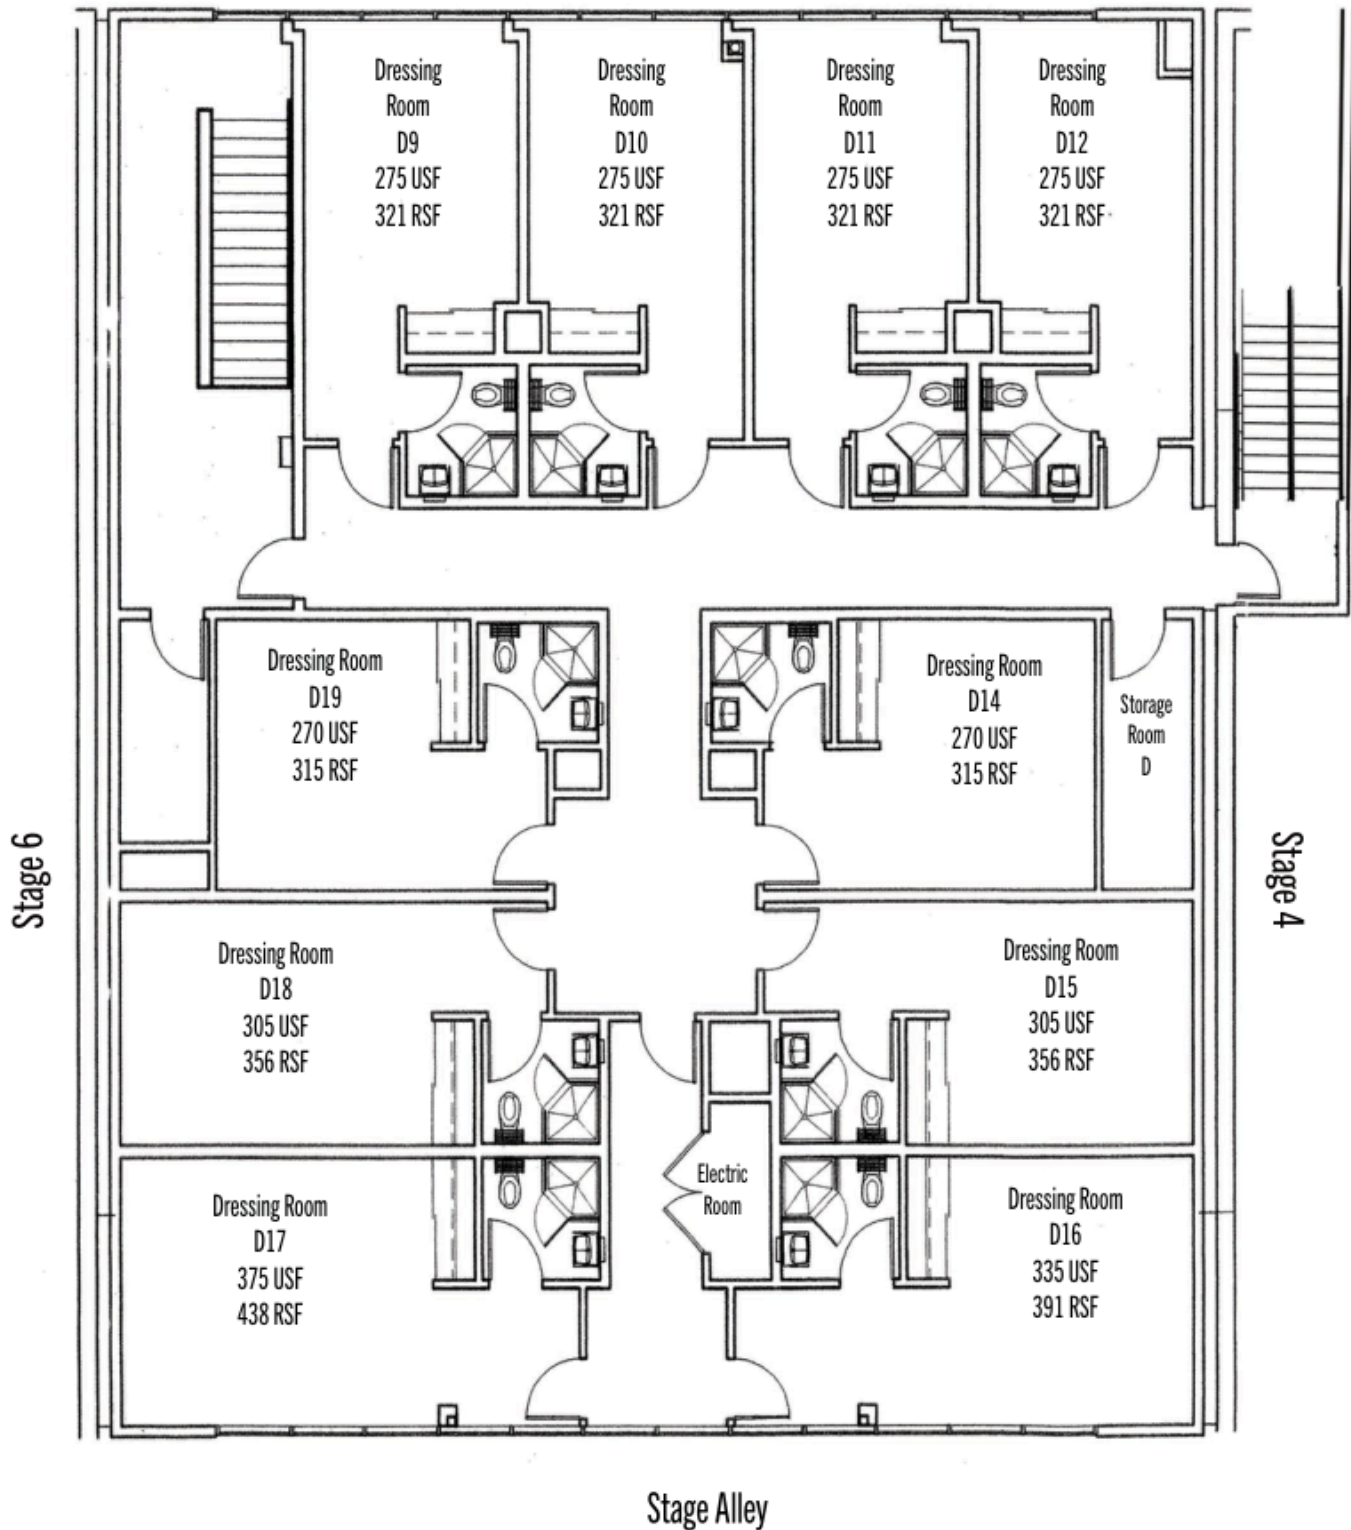 Dressing
Room
D9
275 USF
321 RSF
Dressing
Room
D10
275 USF
321 RSF
Dressing
Room
D11
275 USF
321 RSF
Dressing
Room
D12
275 USF
321 RSF
Dressing Room
D19
270 USF
315 RSF
Dressing Room
D14
270 USF
315 RSF
Storage
Room
D
Stage 6
Stage 4
Dressing Room
D18
305 USF
356 RSF
Dressing Room
D15
305 USF
356 RSF
Dressing Room
D17
375 USF
438 RSF
Electric
Room
Dressing Room
D16
335 USF
391 RSF
Stage Alley